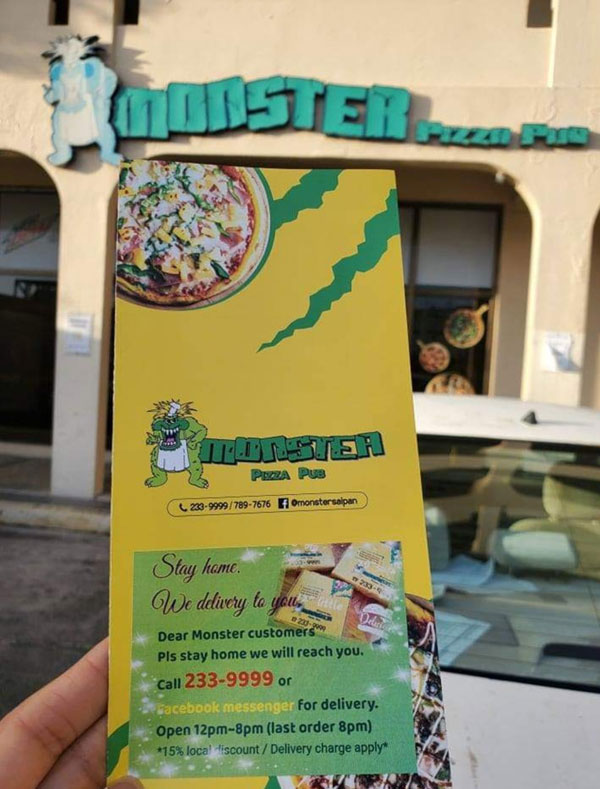 MONSTER PIZZA PUB
MONSTER
PIZZA PUB
233-9999 / 789-7676 @monstersaipan
Stay home.
We delivery to you.
233-9999
Dear Monster customers
Pls stay home we will reach you.
Call 233-9999 or
Facebook messenger for delivery.
Open 12pm-8pm (last order 8pm)
*15% local discount / Delivery charge apply*